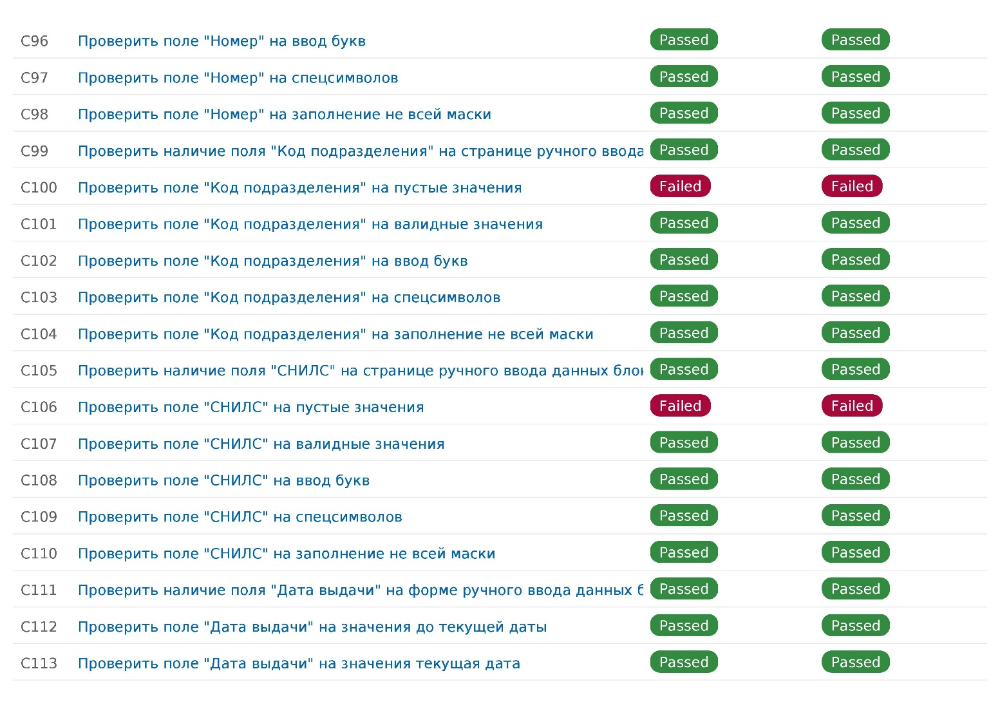 C96 Проверить поле "Номер" на ввод букв Passed Passed
C97 Проверить поле "Номер" на спецсимволов Passed Passed
C98 Проверить поле "Номер" на заполнение не всей маски Passed Passed
C99 Проверить наличие поля "Код подразделения" на странице ручного ввода Passed Passed
C100 Проверить поле "Код подразделения" на пустые значения Failed Failed
C101 Проверить поле "Код подразделения" на валидные значения Passed Passed
C102 Проверить поле "Код подразделения" на ввод букв Passed Passed
C103 Проверить поле "Код подразделения" на спецсимволов Passed Passed
C104 Проверить поле "Код подразделения" на заполнение не всей маски Passed Passed
C105 Проверить наличие поля "СНИЛС" на странице ручного ввода данных Passed Passed
C106 Проверить поле "СНИЛС" на пустые значения Failed Failed
C107 Проверить поле "СНИЛС" на валидные значения Passed Passed
C108 Проверить поле "СНИЛС" на ввод букв Passed Passed
C109 Проверить поле "СНИЛС" на спецсимволов Passed Passed
C110 Проверить поле "СНИЛС" на заполнение не всей маски Passed Passed
C111 Проверить наличие поля "Дата выдачи" на форме ручного ввода данных Passed Passed
C112 Проверить поле "Дата выдачи" на значения до текущей даты Passed Passed
C113 Проверить поле "Дата выдачи" на значения текущая дата Passed Passed